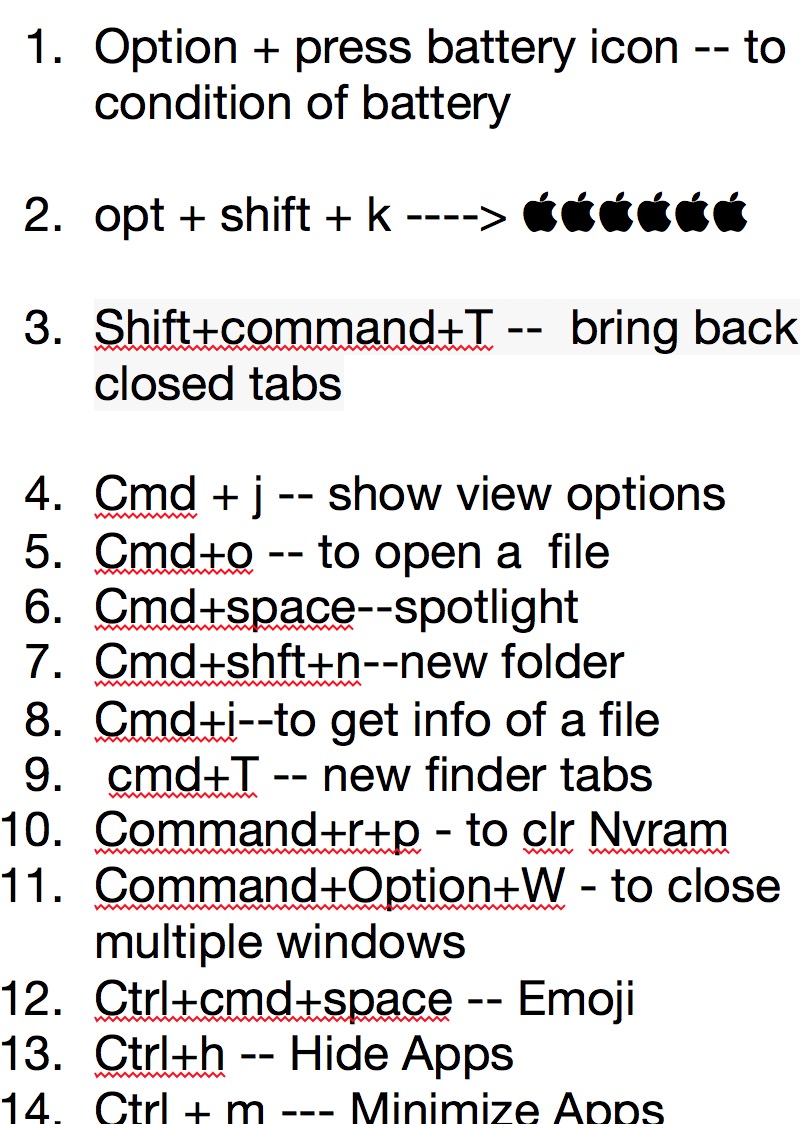 1. Option + press battery icon -- to
condition of battery
2. opt + shift + k ----> 
3. Shift+command+T --  bring back
closed tabs
4. Cmd + j -- show view options
5. Cmd+o -- to open a  file
6. Cmd+space--spotlight
7. Cmd+shft+n--new folder
8. Cmd+i--to get info of a file
9. cmd+T -- new finder tabs
10. Command+r+p - to clr Nvram
11. Command+Option+W - to close
multiple windows
12. Ctrl+cmd+space -- Emoji
13. Ctrl+h -- Hide Apps
14. Ctrl + m --- Minimize Apps